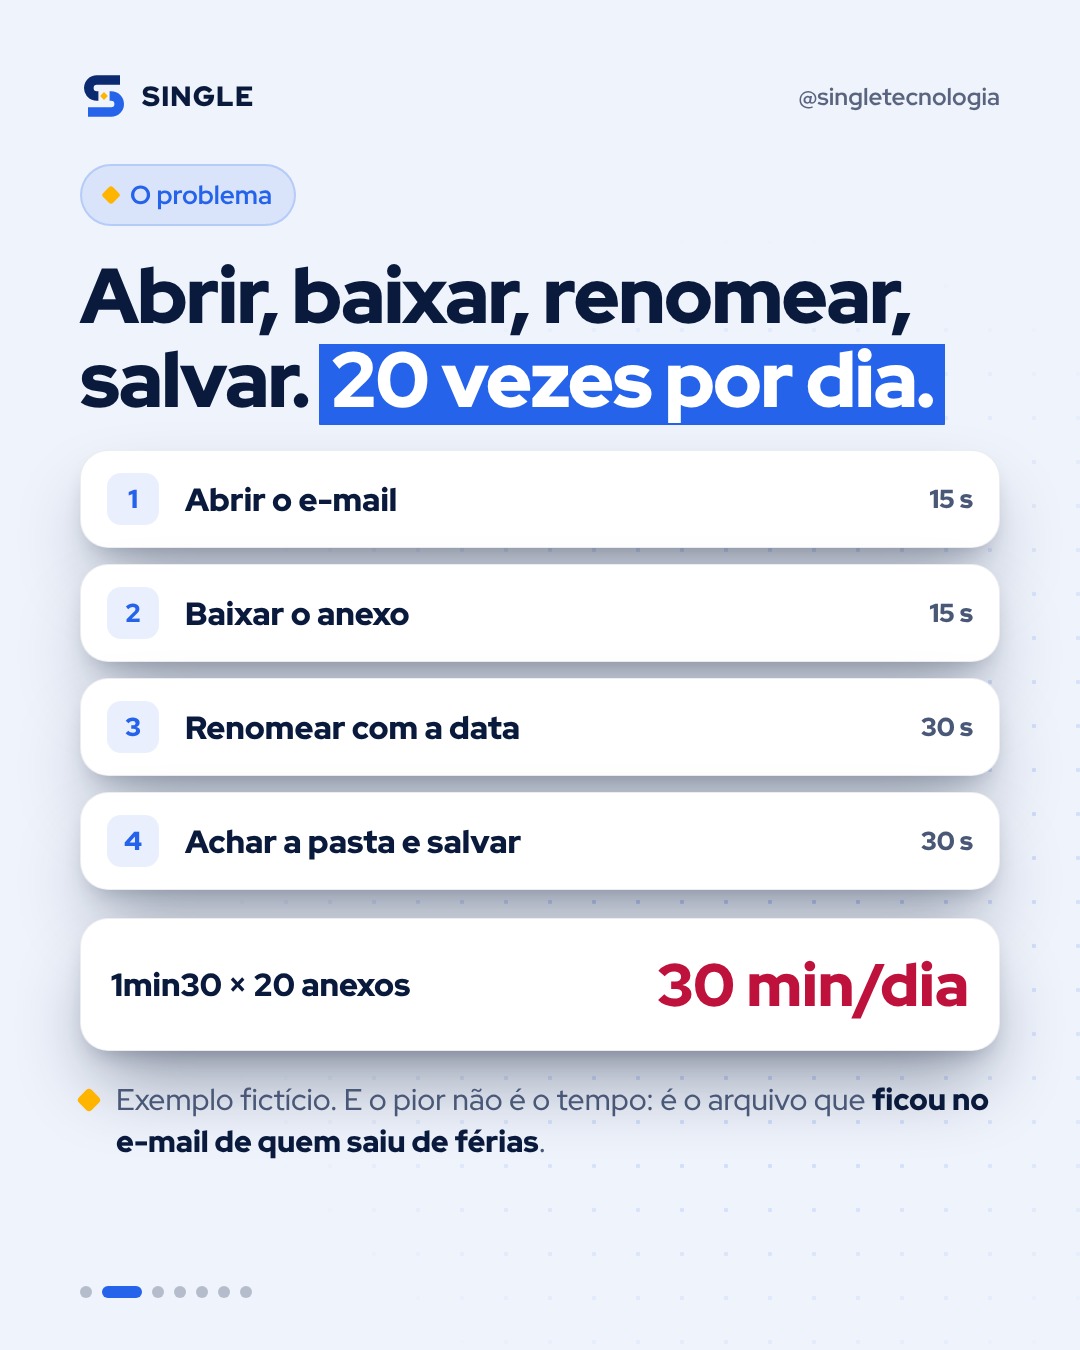 SINGLE
@singletecnologia
O problema
Abrir, baixar, renomear,
salvar. 20 vezes por dia.
1 Abrir o e-mail 15 s
2 Baixar o anexo 15 s
3 Renomear com a data 30 s
4 Achar a pasta e salvar 30 s
1min30 × 20 anexos 30 min/dia
Exemplo fictício. E o pior não é o tempo: é o arquivo que ficou no
e-mail de quem saiu de férias.